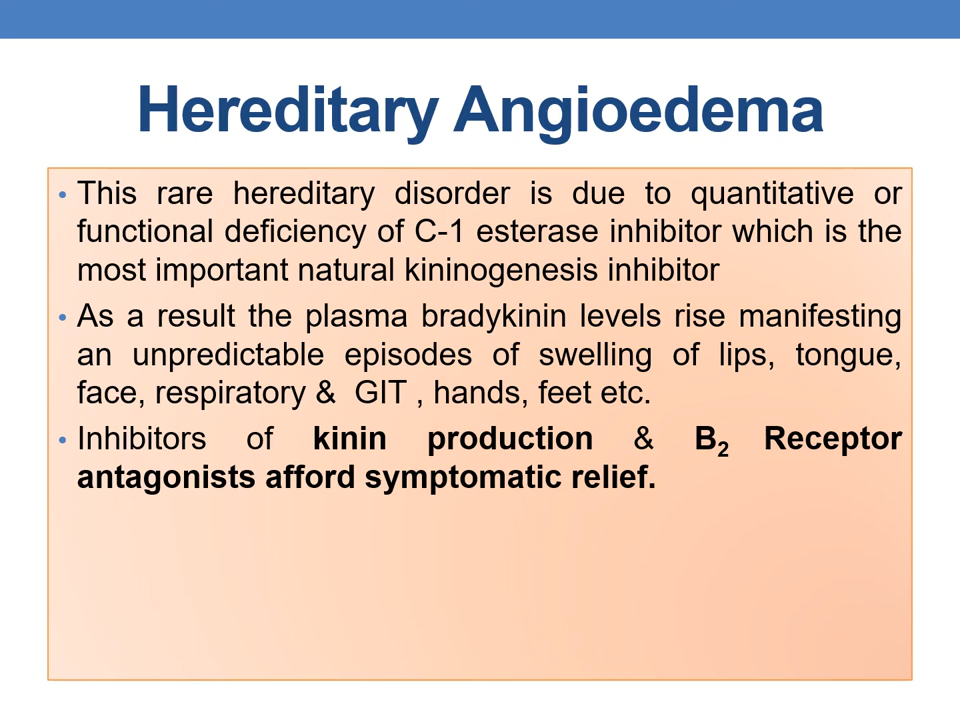 Hereditary Angioedema
• This rare hereditary disorder is due to quantitative or
functional deficiency of C-1 esterase inhibitor which is the
most important natural kininogenesis inhibitor
• As a result the plasma bradykinin levels rise manifesting
an unpredictable episodes of swelling of lips, tongue,
face, respiratory & GIT , hands, feet etc.
• Inhibitors of kinin production & B₂ Receptor
antagonists afford symptomatic relief.